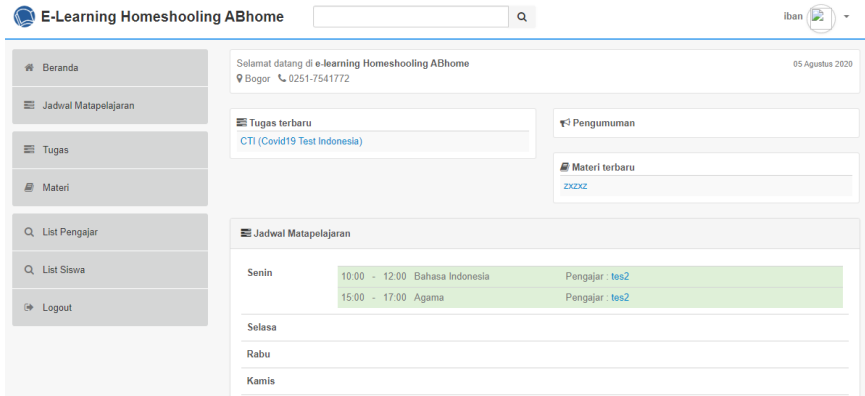 E-Learning Homeshooling ABhome
iban
Beranda
Jadwal Matapelajaran
Tugas
Materi
List Pengajar
List Siswa
Logout
Selamat datang di e-learning Homeshooling ABhome
05 Agustus 2020
Bogor 0251-7541772
Tugas terbaru
CTI (Covid19 Test Indonesia)
Pengumuman
Materi terbaru
zxzxz
Jadwal Matapelajaran
Senin
10:00 - 12:00 Bahasa Indonesia Pengajar : tes2
15:00 - 17:00 Agama Pengajar : tes2
Selasa
Rabu
Kamis